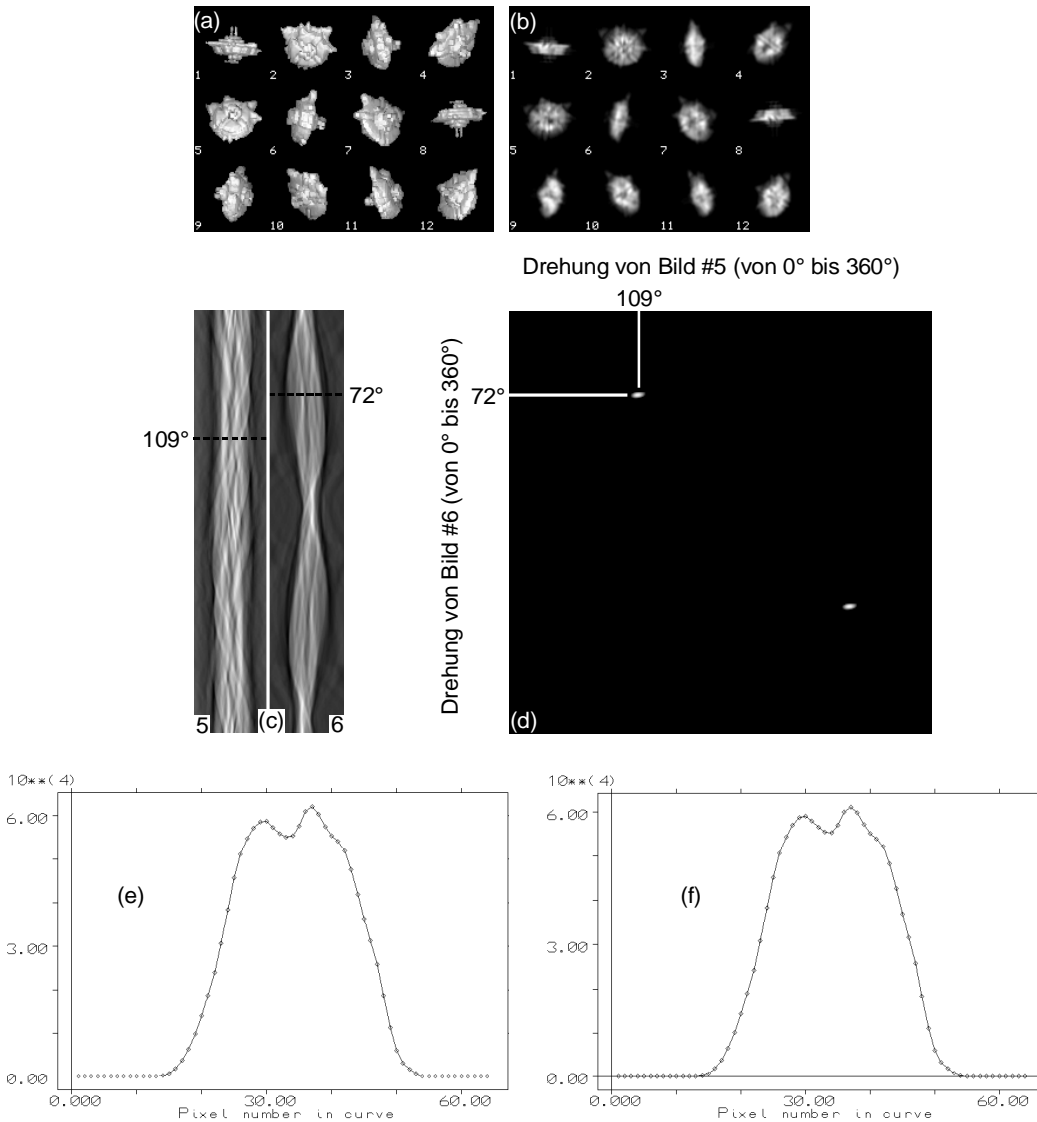 (a)
1 2 3 4
5 6 7 8
9 10 11 12
(b)
1 2 3 4
5 6 7 8
9 10 11 12
Drehung von Bild #5 (von 0° bis 360°)
109°
72°
109°
5 (c) 6
Drehung von Bild #6 (von 0° bis 360°)
72°
(d)
10**( 4)
6.00
3.00
0.00
(e)
0.000 30.00 60.00
Pixel number in curve
10**( 4)
6.00
3.00
0.00
(f)
0.000 30.00 60.00
Pixel number in curve